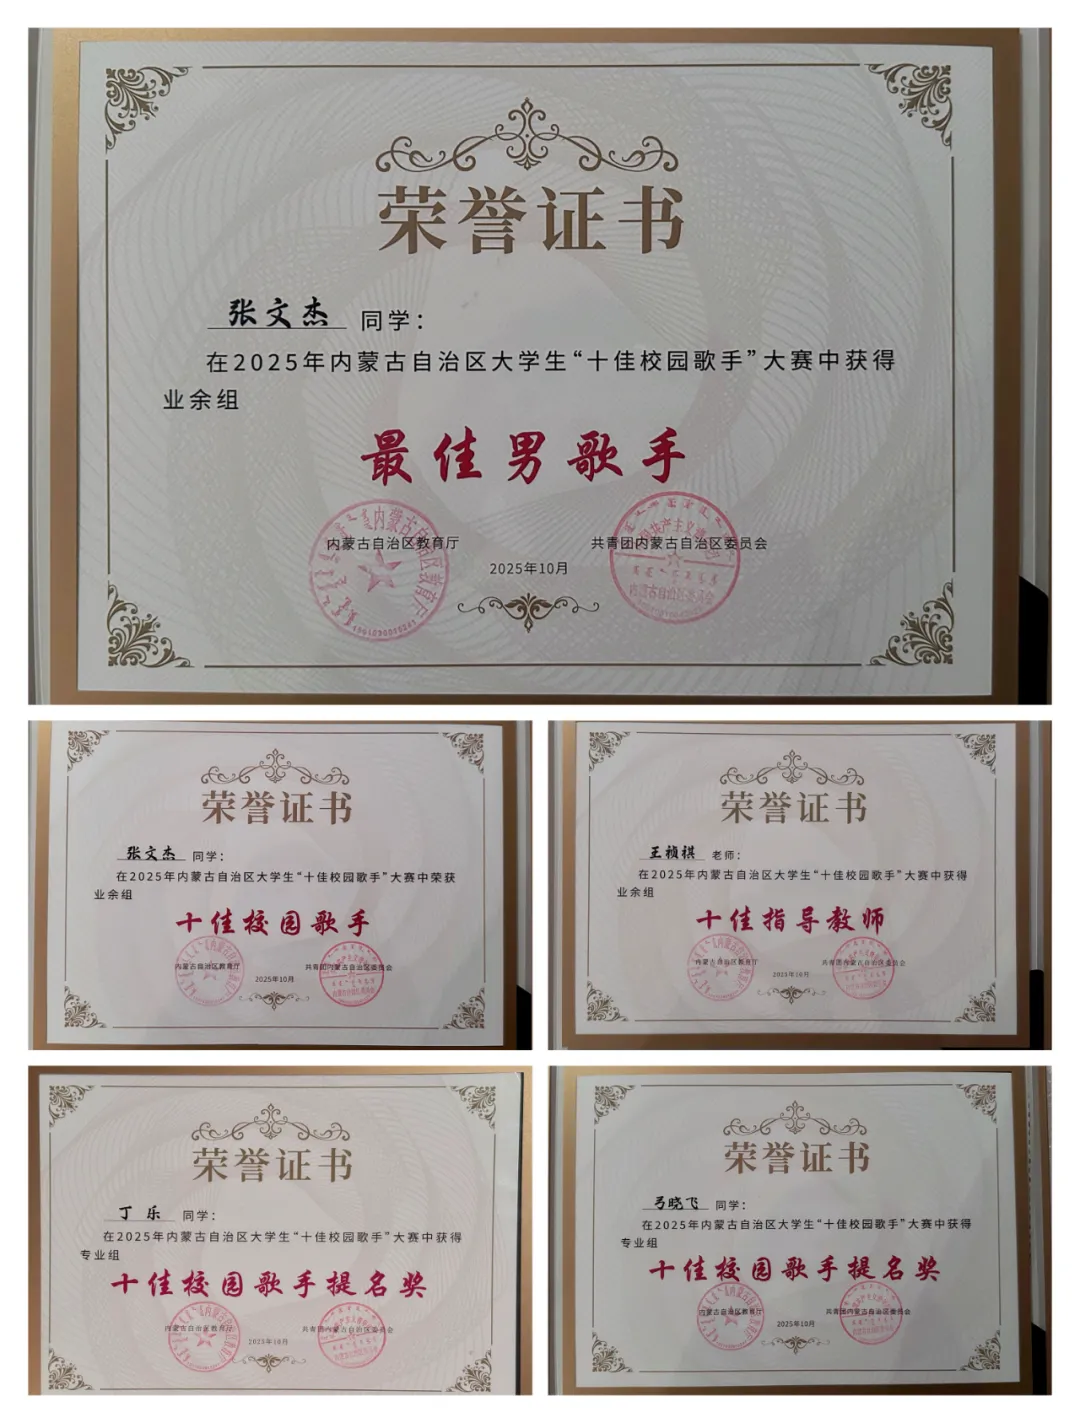 荣誉证书
张文杰 同学：
在2025年内蒙古自治区大学生“十佳校园歌手”大赛中获得
业余组
最佳男歌手
内蒙古自治区教育厅 共青团内蒙古自治区委员会
2025年10月
荣誉证书
张文杰 同学：
在2025年内蒙古自治区大学生“十佳校园歌手”大赛中荣获
业余组
十佳校园歌手
内蒙古自治区教育厅 共青团内蒙古自治区委员会
2025年10月
荣誉证书
王祯祺 老师：
在2025年内蒙古自治区大学生“十佳校园歌手”大赛中获得
业余组
十佳指导教师
内蒙古自治区教育厅 共青团内蒙古自治区委员会
2025年10月
荣誉证书
丁乐 同学：
在2025年内蒙古自治区大学生“十佳校园歌手”大赛中获得
专业组
十佳校园歌手提名奖
内蒙古自治区教育厅 共青团内蒙古自治区委员会
2025年10月
荣誉证书
弓晓飞 同学：
在2025年内蒙古自治区大学生“十佳校园歌手”大赛中获得
专业组
十佳校园歌手提名奖
内蒙古自治区教育厅 共青团内蒙古自治区委员会
2025年10月